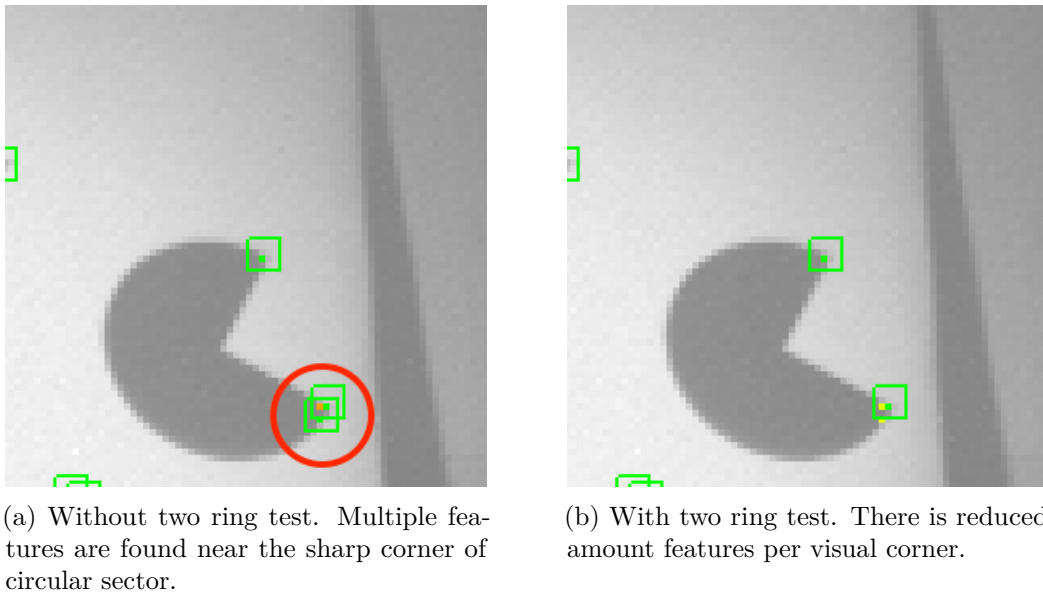 (a) Without two ring test. Multiple fea-
tures are found near the sharp corner of
circular sector.
(b) With two ring test. There is reduced
amount features per visual corner.